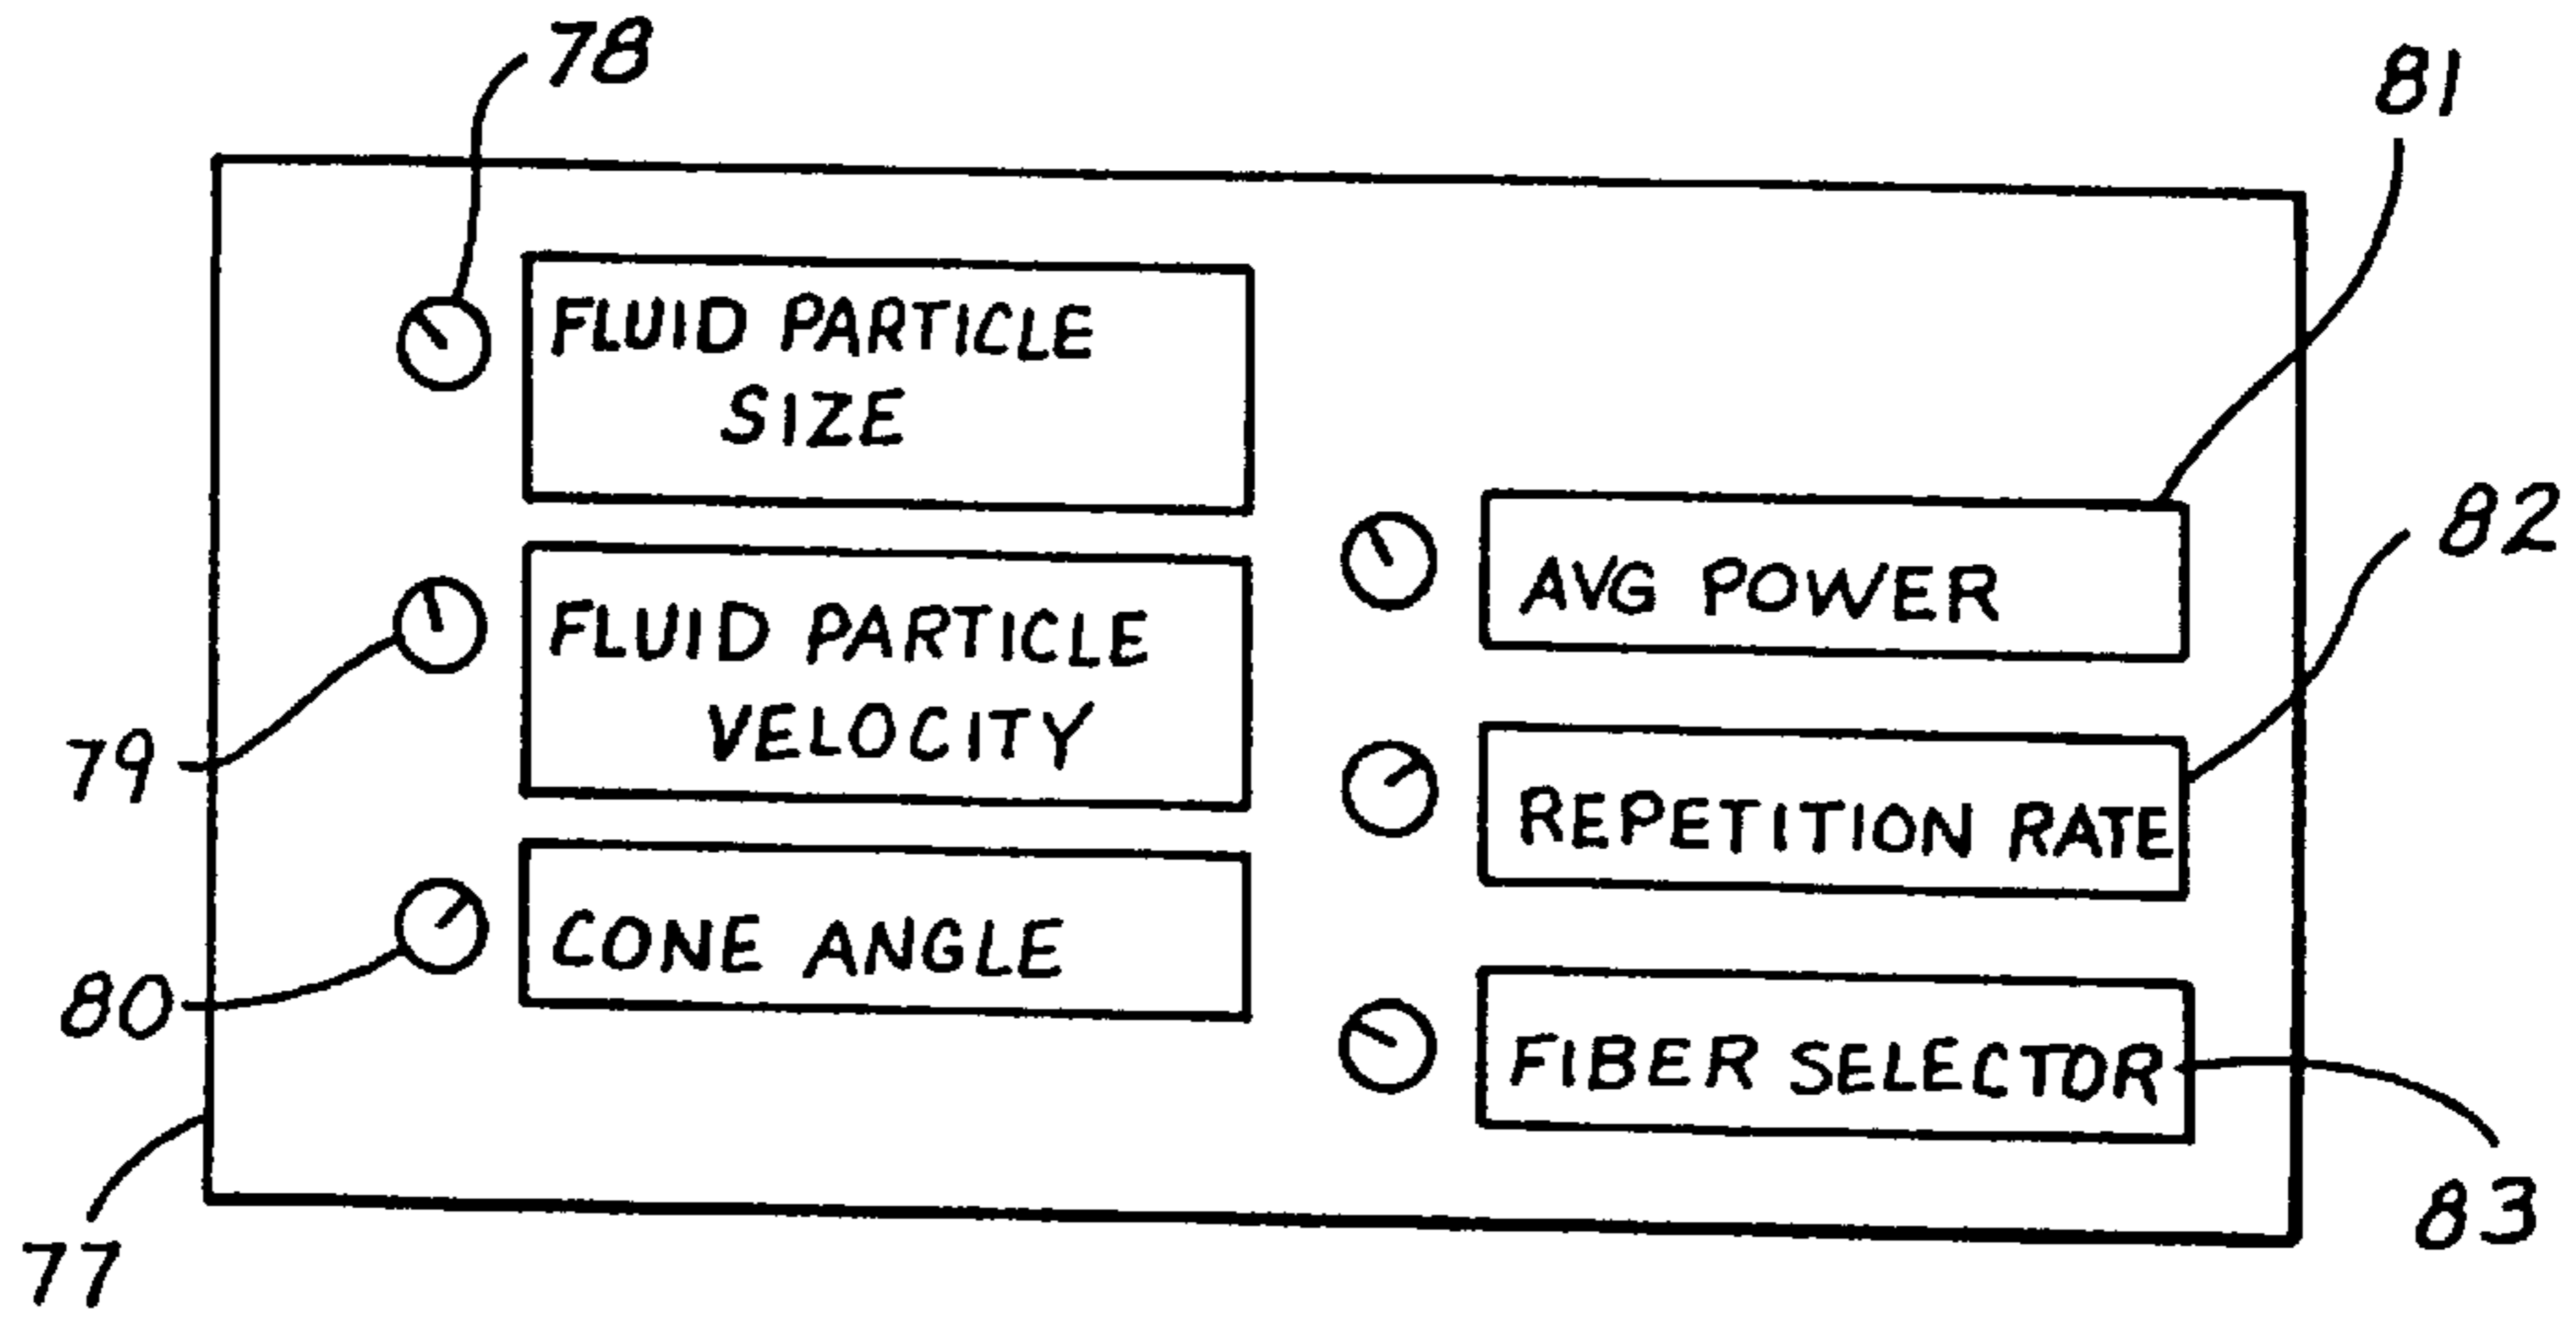 78
81
FLUID PARTICLE
SIZE
82
AVG POWER
FLUID PARTICLE
VELOCITY
79
REPETITION RATE
CONE ANGLE
80
FIBER SELECTOR
83
77